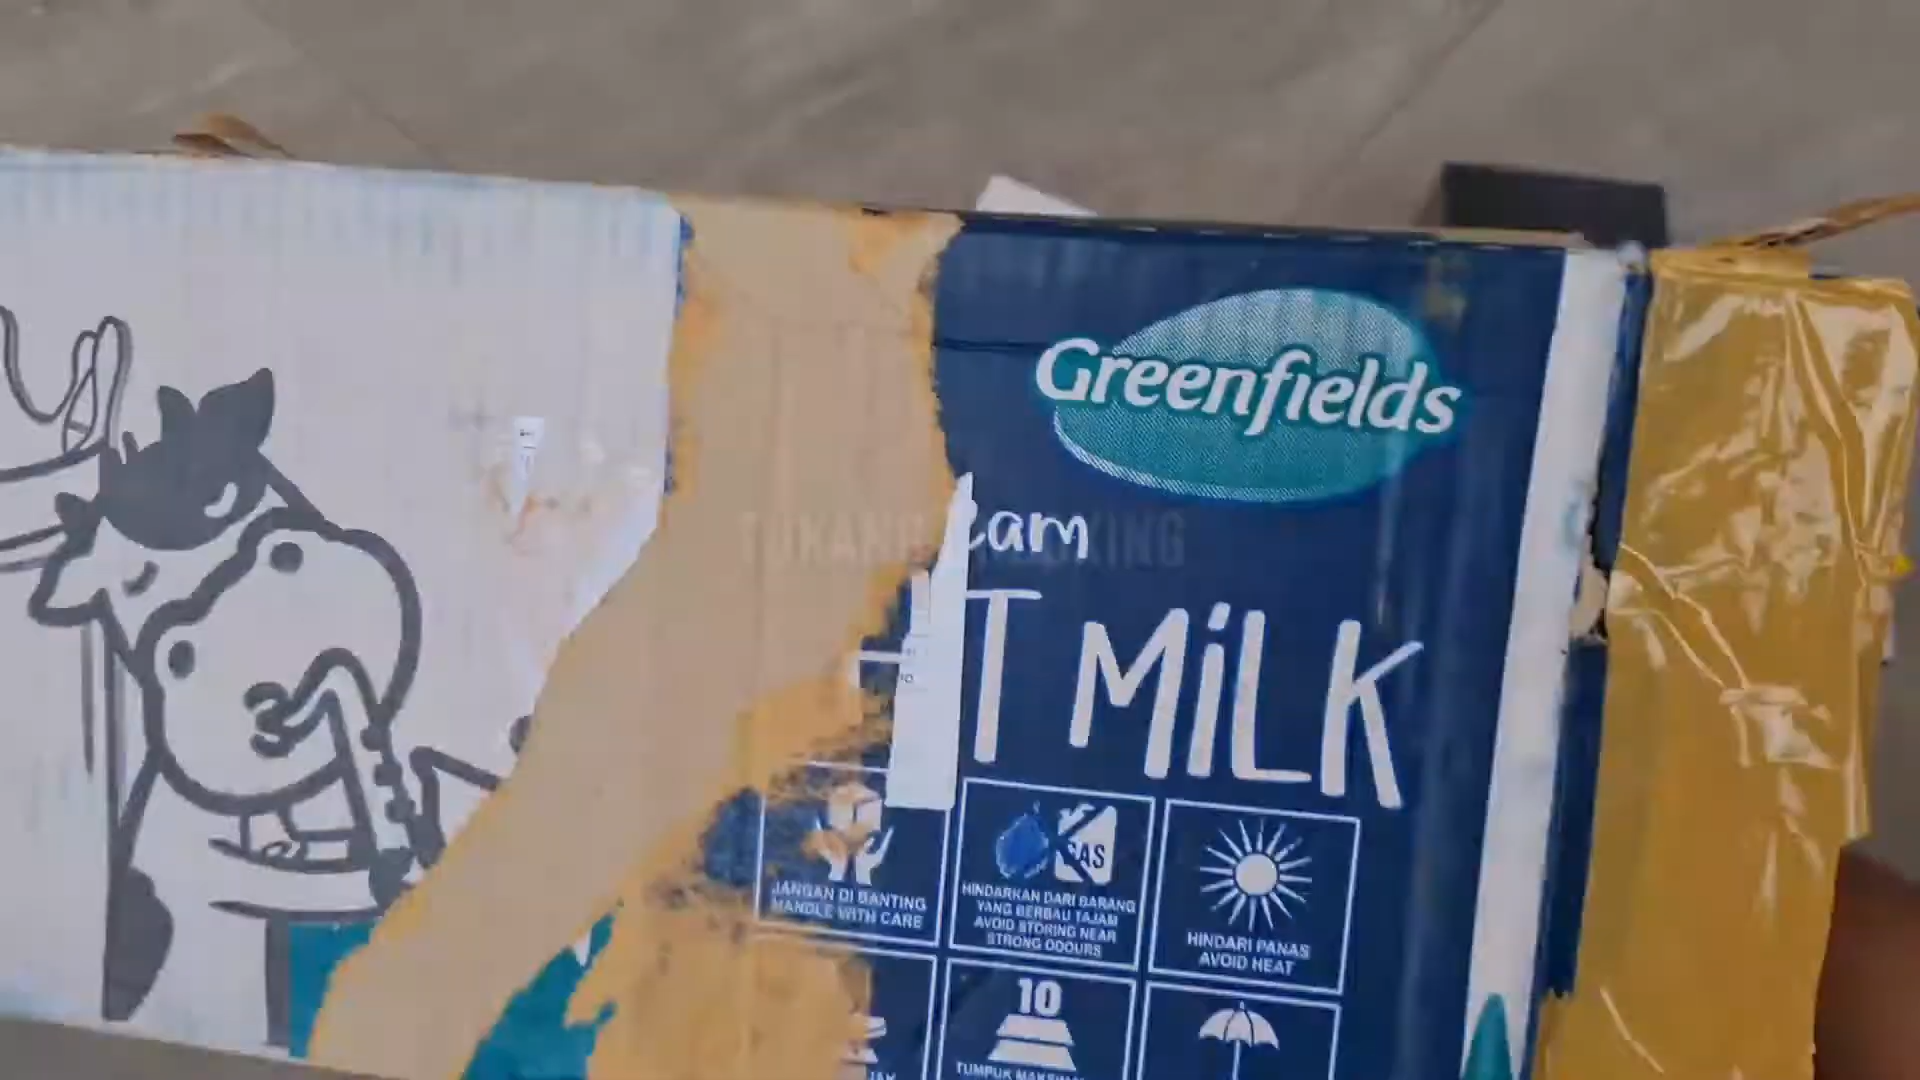 Greenfields
MiLK
JANGAN DI BANTING
HANDLE WITH CARE
HINDARKAN DARI BARANG
YANG BERBAU TAJAM
AVOID STORING NEAR
STRONG ODOURS
HINDARI PANAS
AVOID HEAT
10